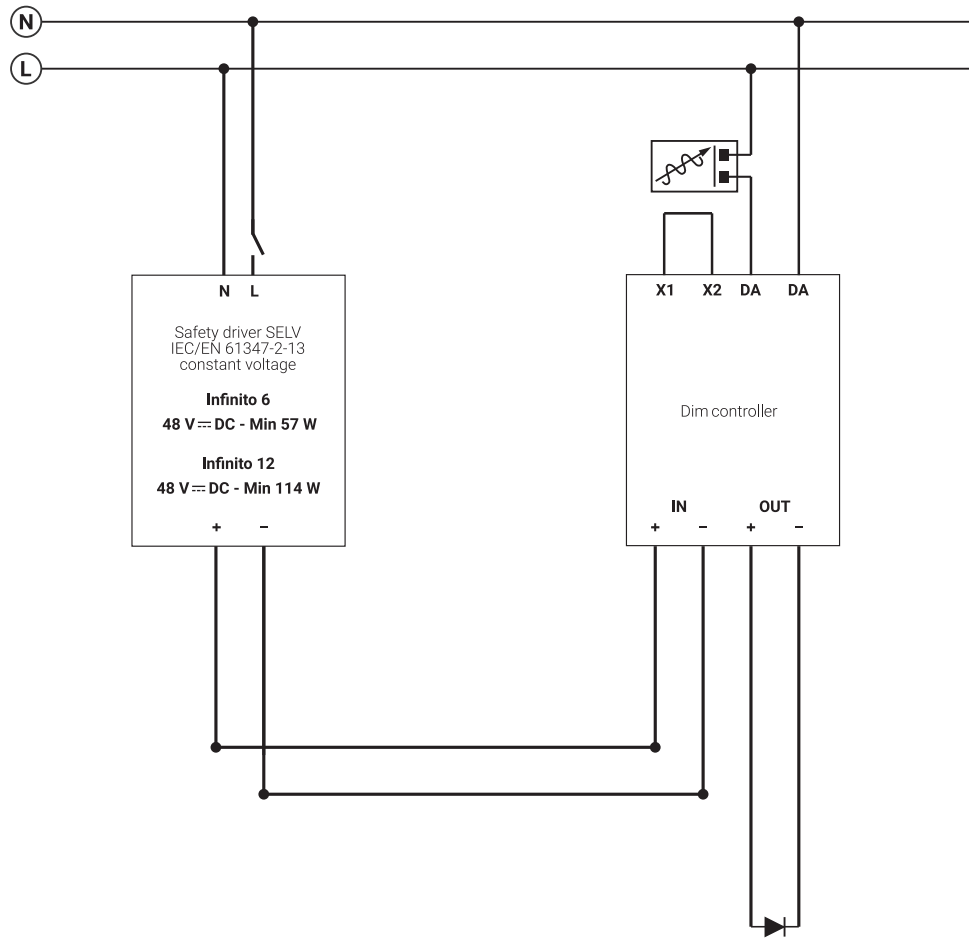 N
L
N L
Safety driver SELV
IEC/EN 61347-2-13
constant voltage
Infinito 6
48 V⎓DC - Min 57 W
Infinito 12
48 V⎓DC - Min 114 W
+ −
X1 X2 DA DA
Dim controller
IN OUT
+ − + −